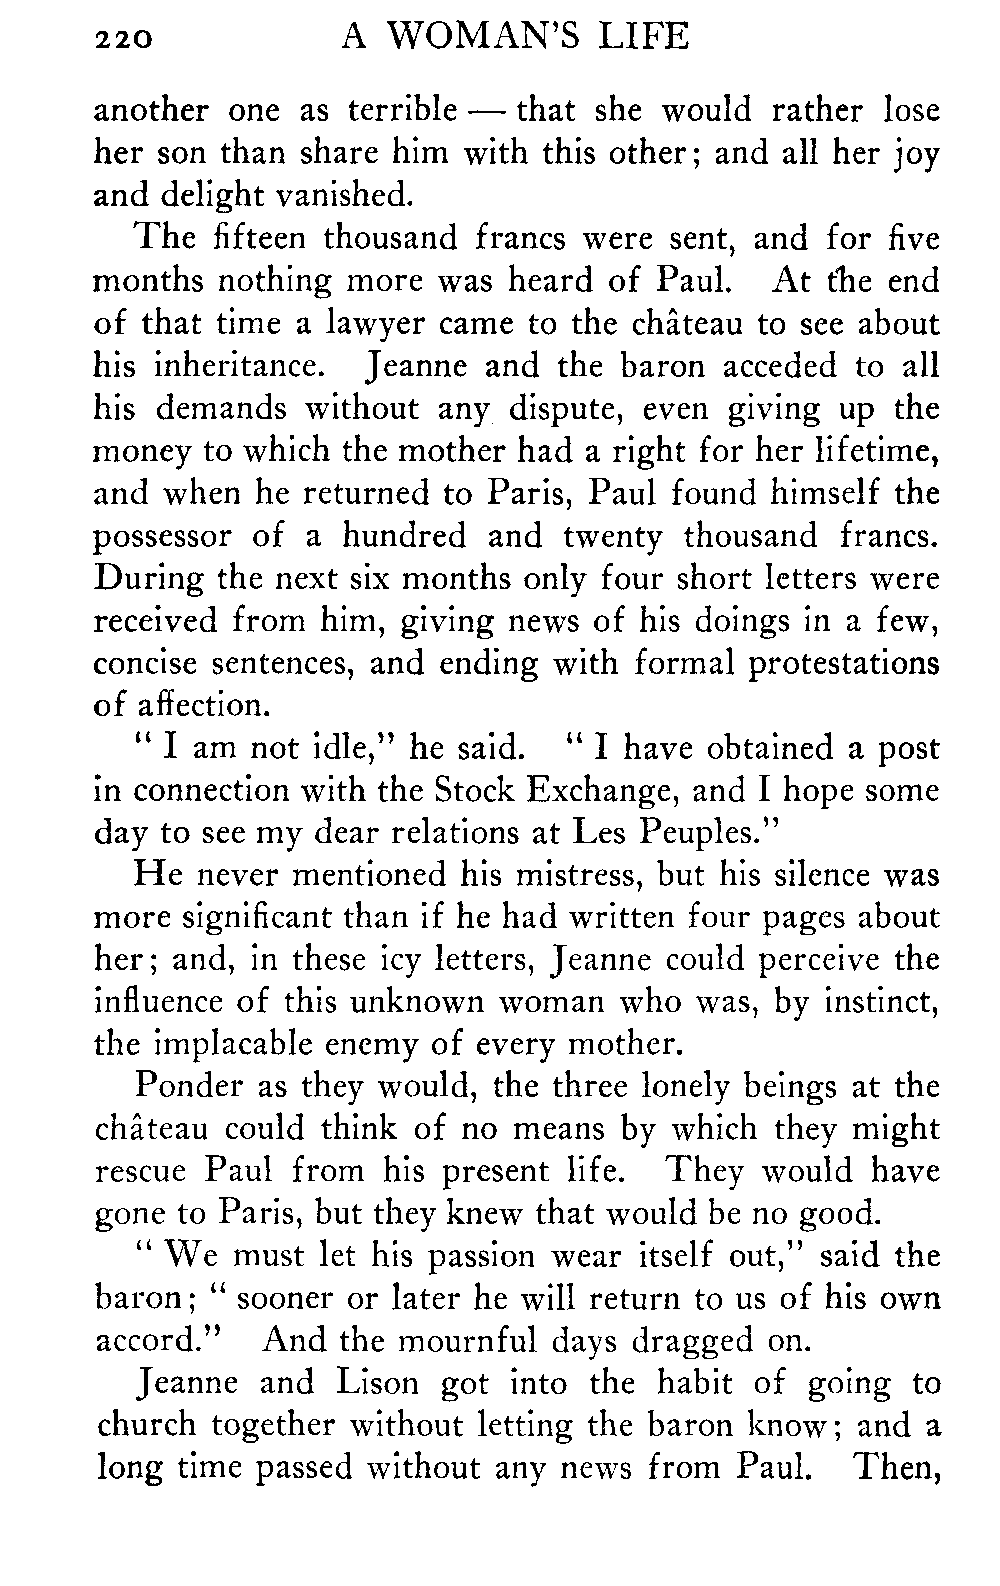 220 A WOMAN'S LIFE
another one as terrible — that she would rather lose
her son than share him with this other; and all her joy
and delight vanished.
The fifteen thousand francs were sent, and for five
months nothing more was heard of Paul. At the end
of that time a lawyer came to the château to see about
his inheritance. Jeanne and the baron acceded to all
his demands without any dispute, even giving up the
money to which the mother had a right for her lifetime,
and when he returned to Paris, Paul found himself the
possessor of a hundred and twenty thousand francs.
During the next six months only four short letters were
received from him, giving news of his doings in a few,
concise sentences, and ending with formal protestations
of affection.
" I am not idle," he said. " I have obtained a post
in connection with the Stock Exchange, and I hope some
day to see my dear relations at Les Peuples."
He never mentioned his mistress, but his silence was
more significant than if he had written four pages about
her; and, in these icy letters, Jeanne could perceive the
influence of this unknown woman who was, by instinct,
the implacable enemy of every mother.
Ponder as they would, the three lonely beings at the
château could think of no means by which they might
rescue Paul from his present life. They would have
gone to Paris, but they knew that would be no good.
" We must let his passion wear itself out," said the
baron; " sooner or later he will return to us of his own
accord." And the mournful days dragged on.
Jeanne and Lison got into the habit of going to
church together without letting the baron know; and a
long time passed without any news from Paul. Then,